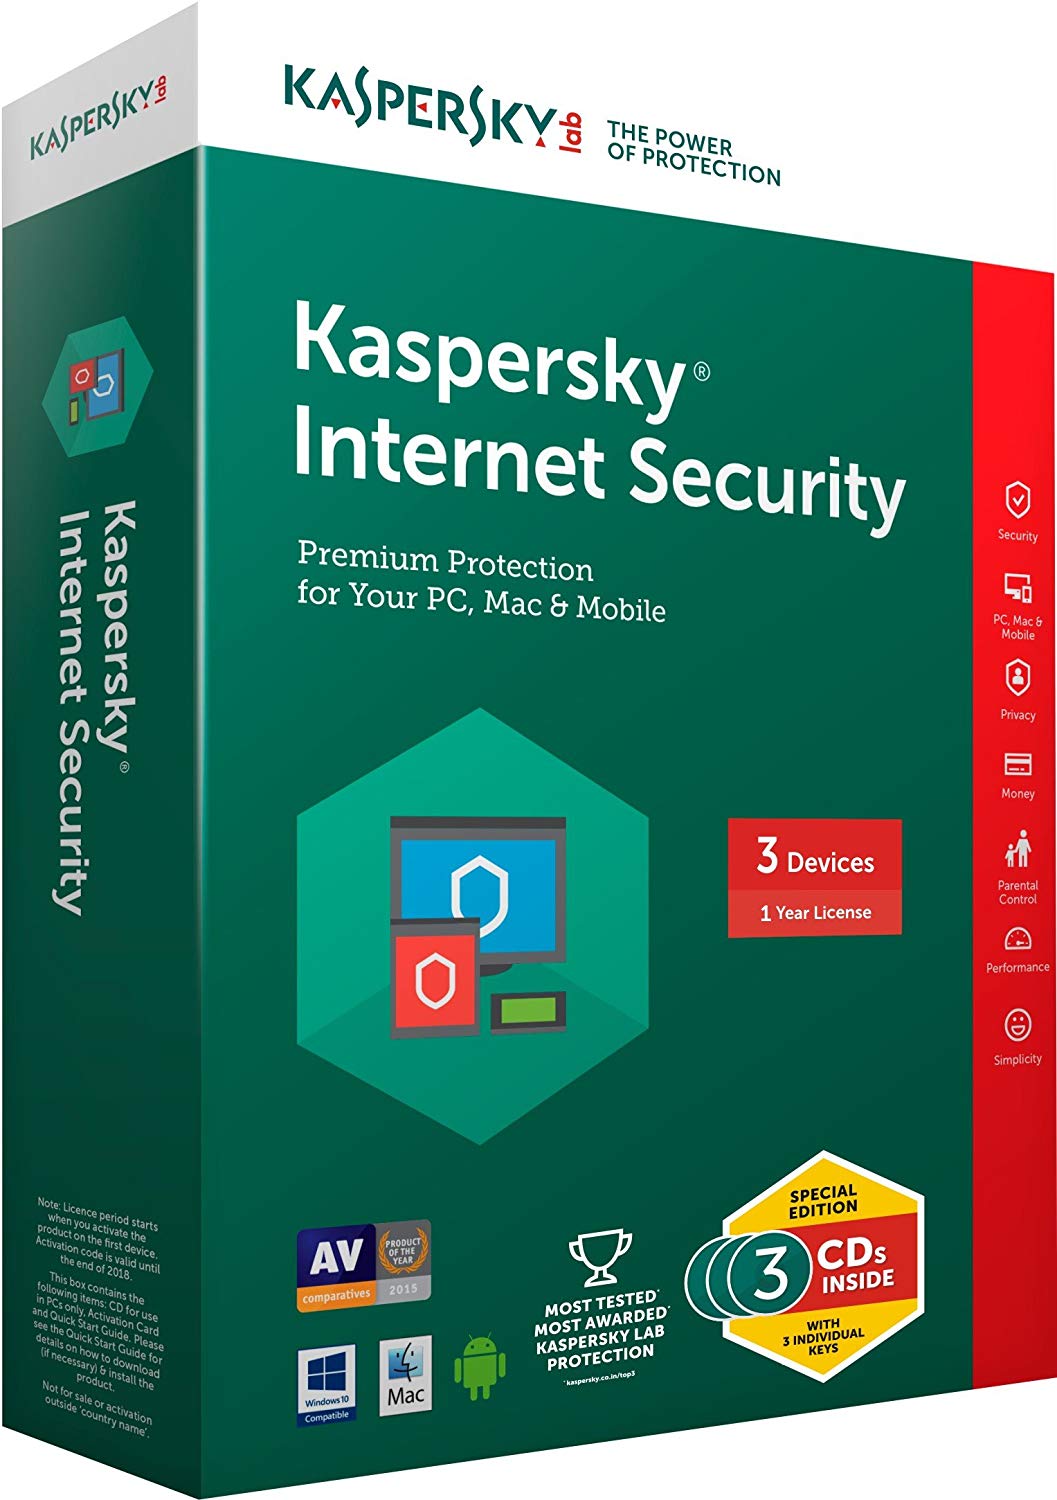 KASPERSKY lab
KASPERSKY lab
THE POWER
OF PROTECTION
Kaspersky®
Internet Security
Premium Protection
for Your PC, Mac & Mobile
3 Devices
1 Year License
Security
PC, Mac &
Mobile
Privacy
Money
Parental
Control
Performance
Simplicity
Kaspersky®
Internet Security
Note: Licence period starts
when you activate the
product on the first device.
Activation code is valid until
the end of 2018.
This box contains the
following items: CD for use
in PCs only, Activation Card
and Quick Start Guide. Please
see the Quick Start Guide for
details on how to download
(if necessary) & install the
product.
Not for sale or activation
outside 'country name'.
AV
comparatives
PRODUCT
OF THE
YEAR
2015
Windows 10
Compatible
Mac
MOST TESTED*
MOST AWARDED*
KASPERSKY LAB
PROTECTION
*kaspersky.co.in/top3
SPECIAL
EDITION
3 CDs
INSIDE
WITH
3 INDIVIDUAL
KEYS